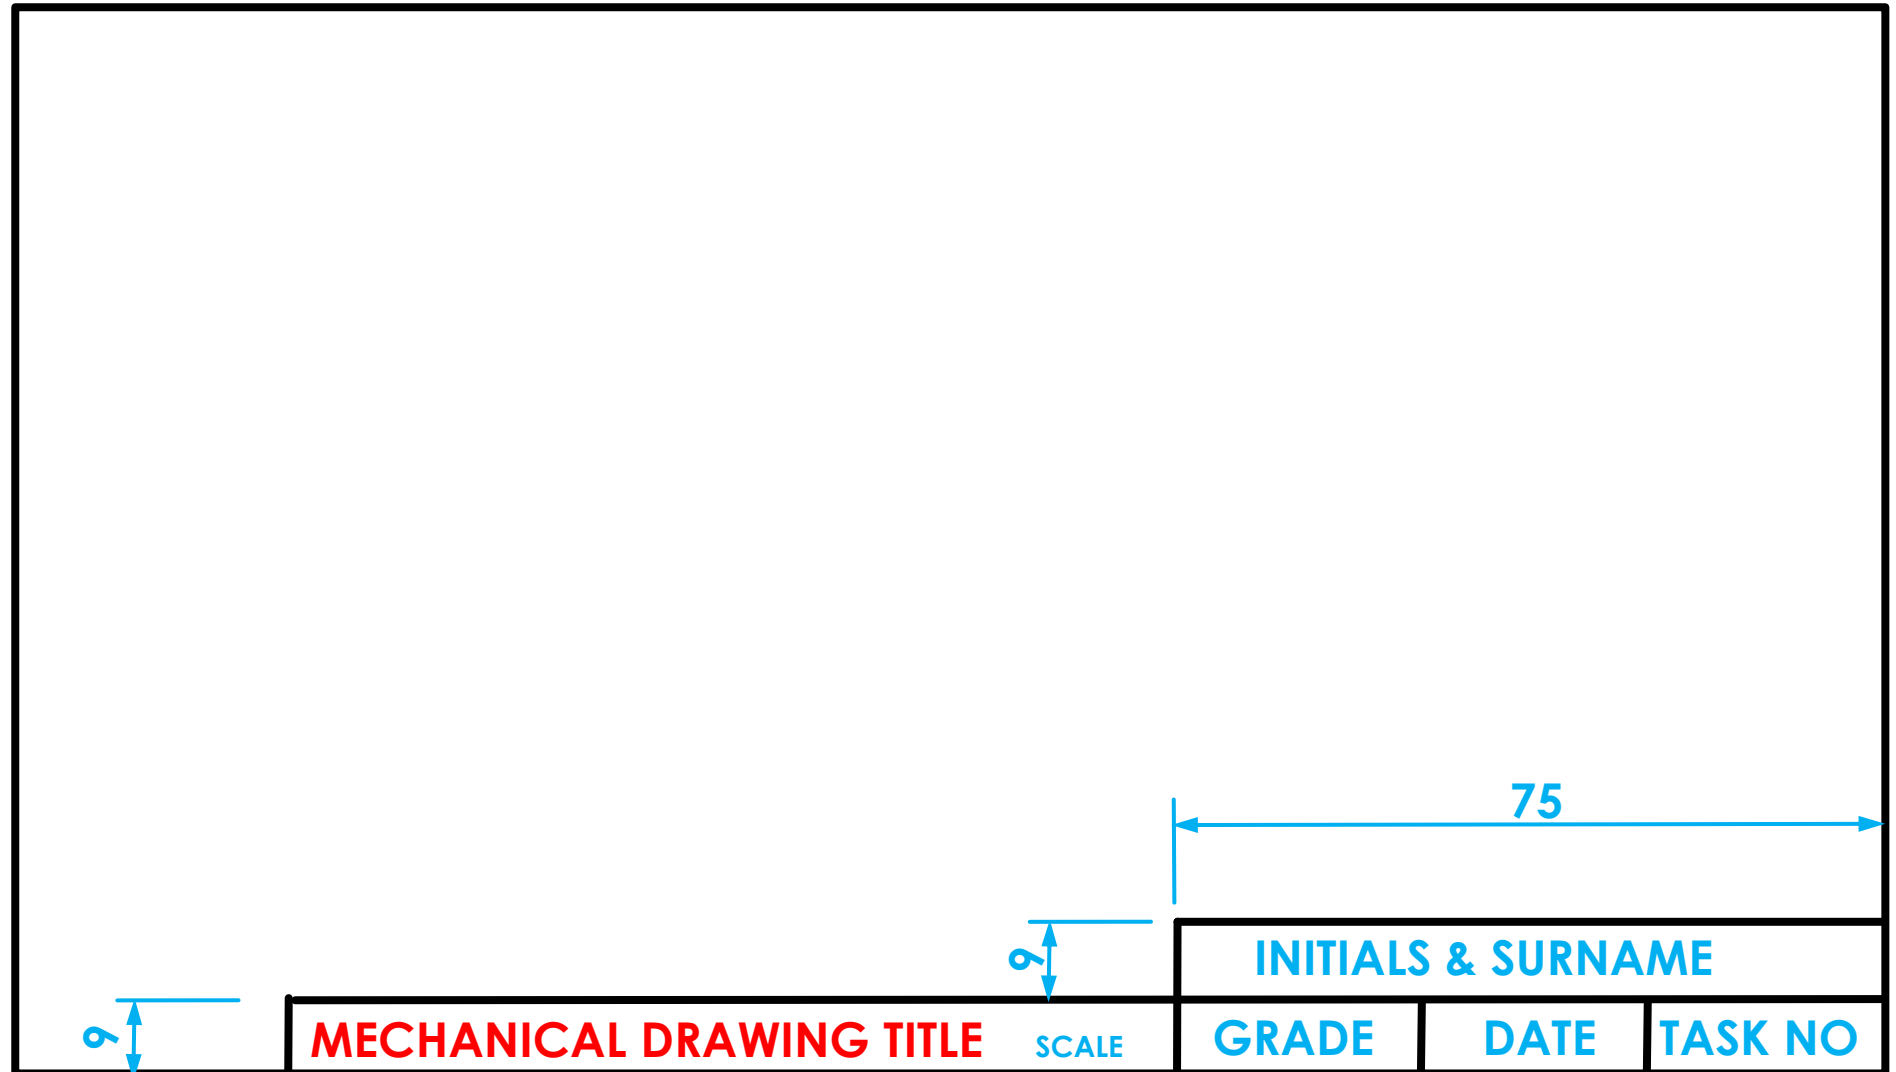 75
9
INITIALS & SURNAME
9
MECHANICAL DRAWING TITLE SCALE GRADE DATE TASK NO